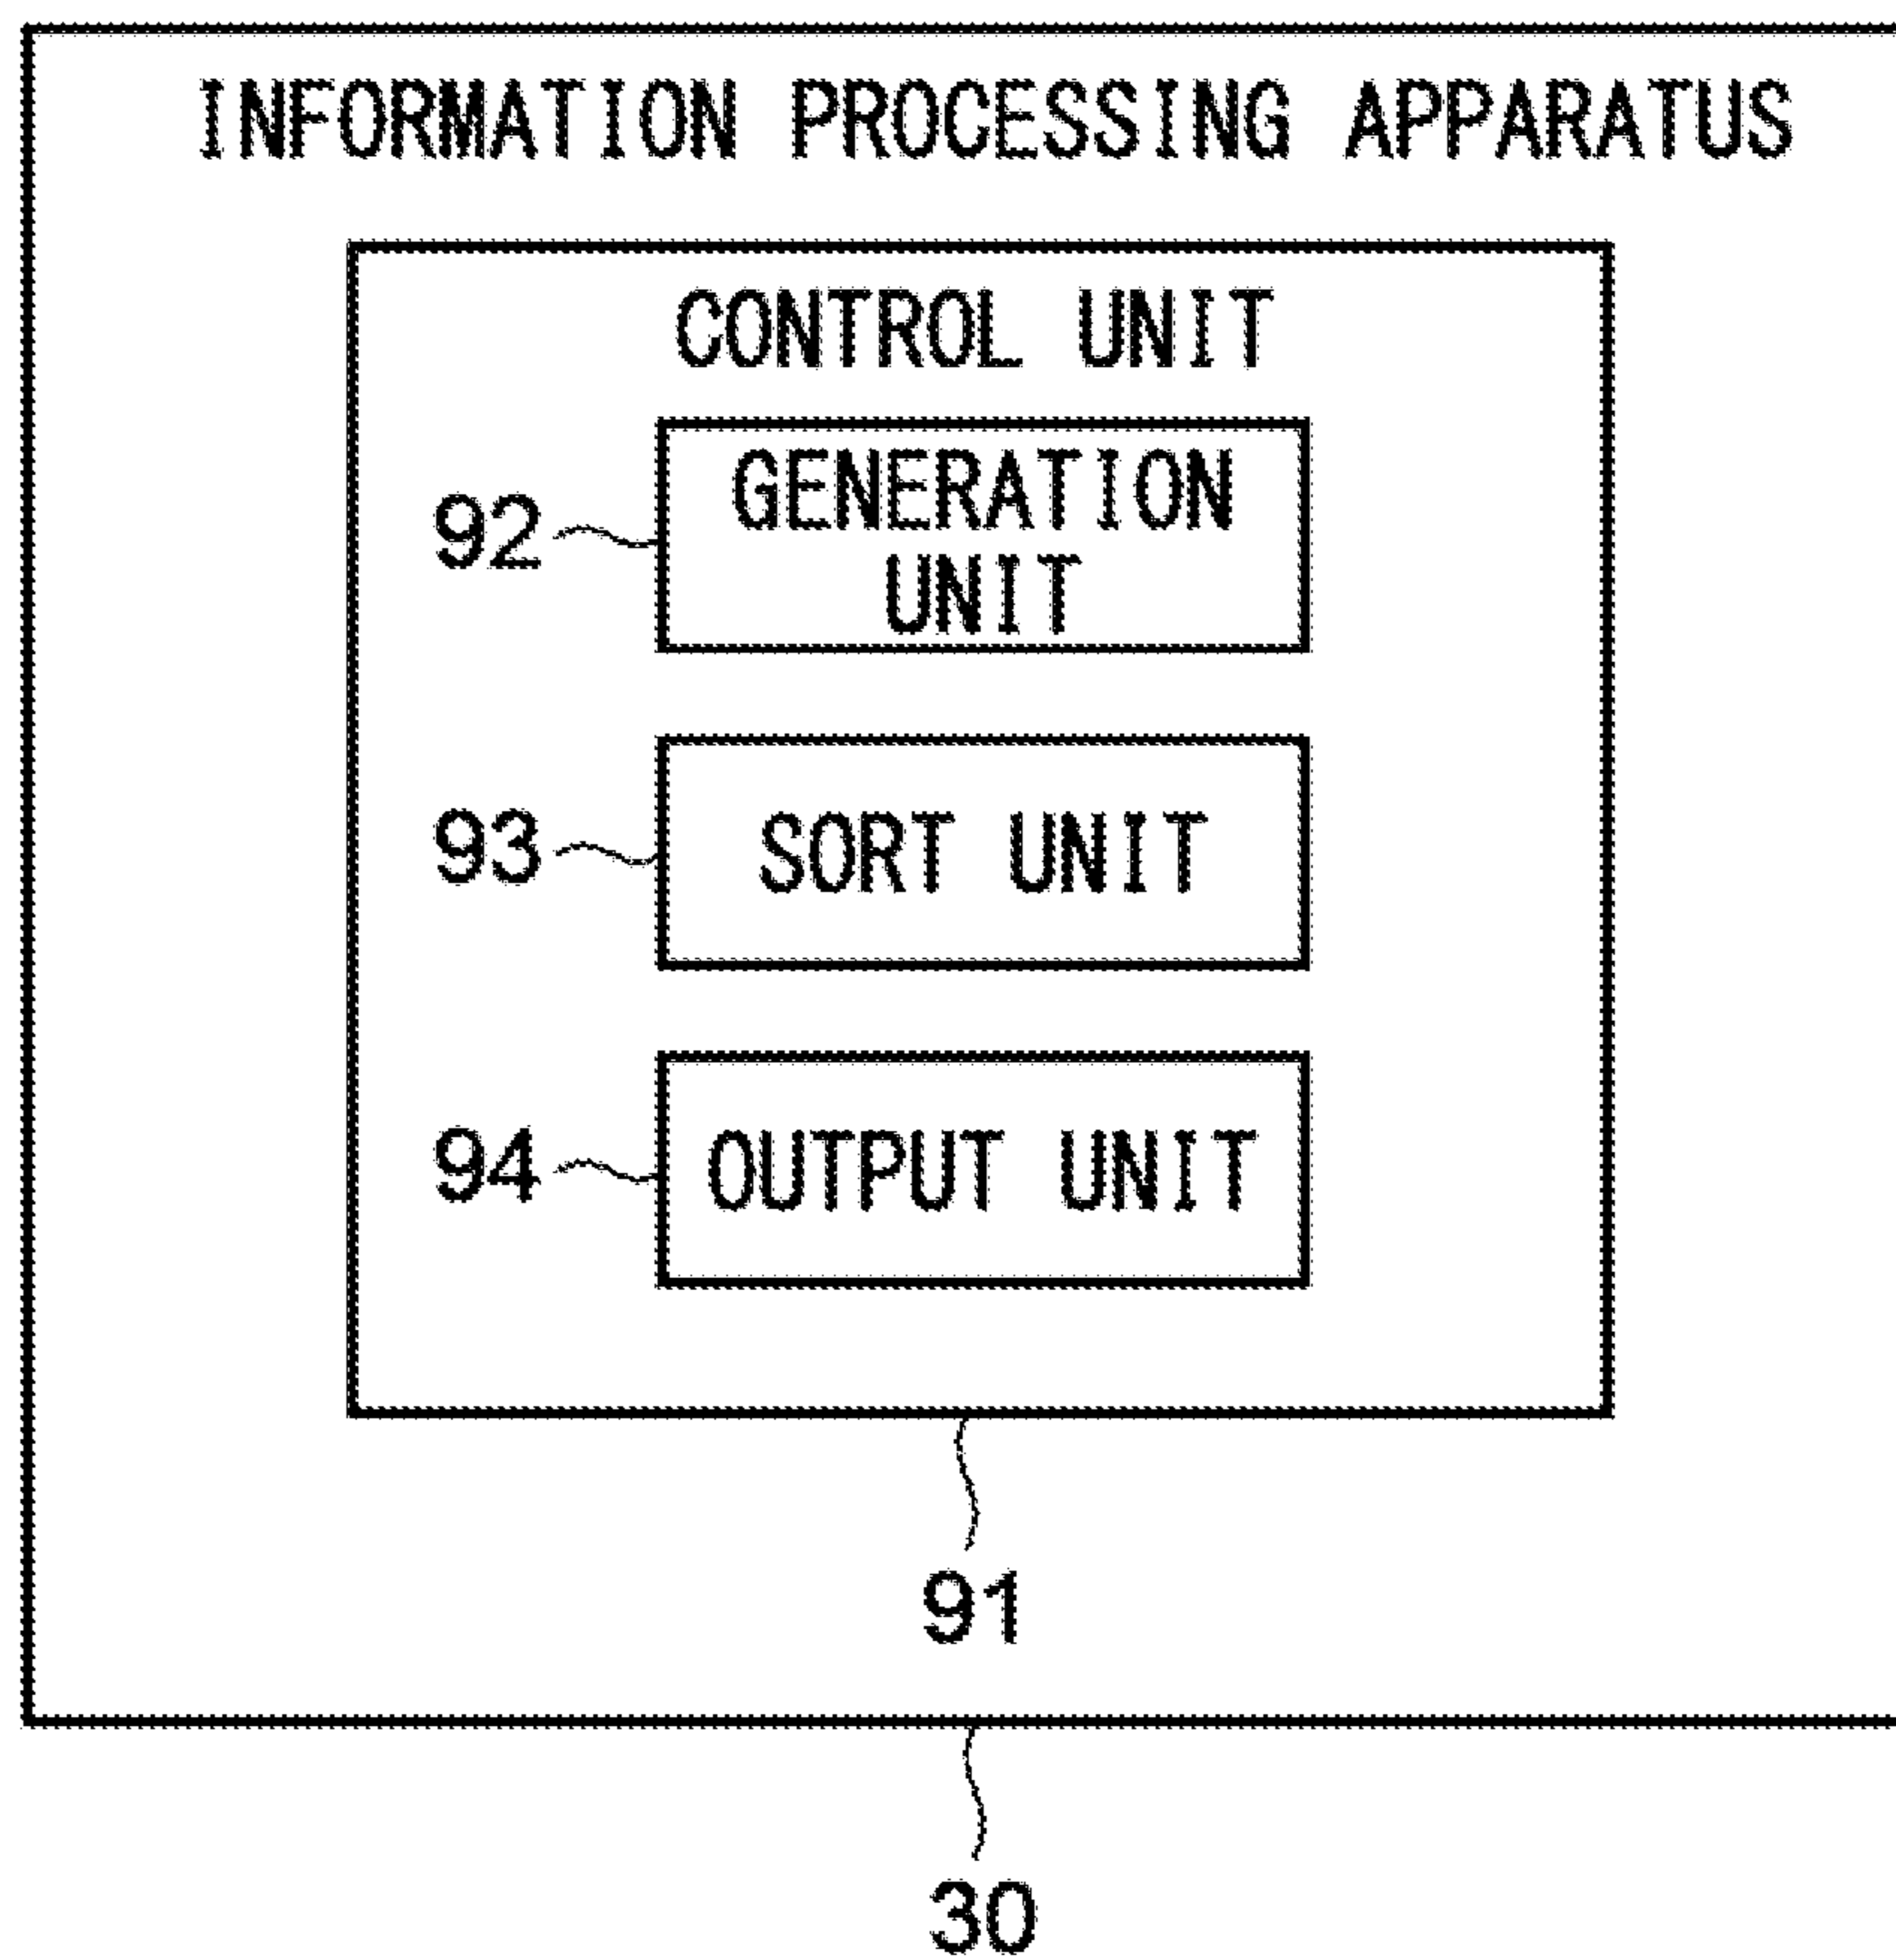 INFORMATION PROCESSING APPARATUS
CONTROL UNIT
92
GENERATION
UNIT
93
SORT UNIT
94
OUTPUT UNIT
91
30